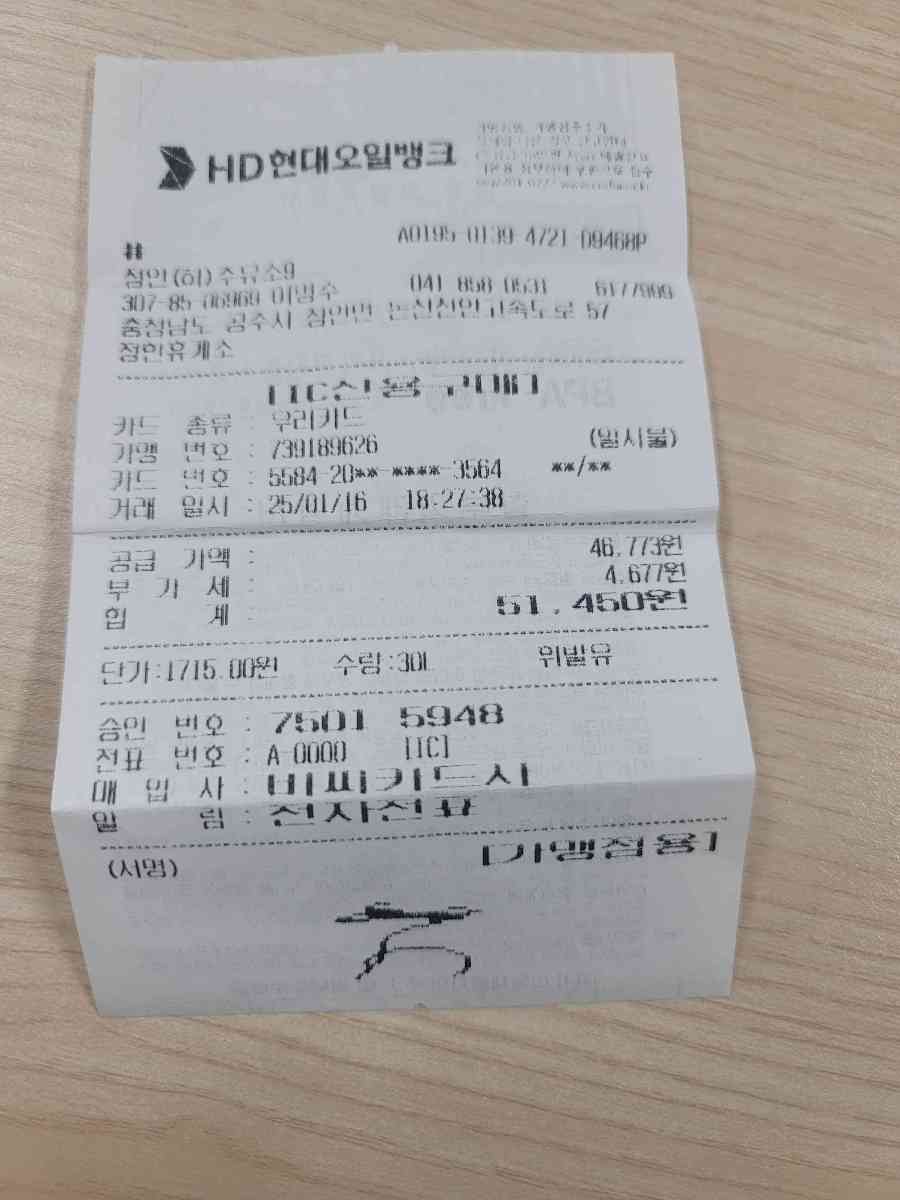 HD현대오일뱅크
A0195-0139-4721-D9468P
#
정안(하)주유소9
307-85-06969 이명수 041 858 0531 6177999
충청남도 공주시 정안면 논산천안고속도로 57
정안휴게소
[IC신용구매]
카드 종류 : 우리카드
가맹 번호 : 739189626 (일시불)
카드 번호 : 5584-20**-****-3564 **/**
거래 일시 : 25/01/16 18:27:38
공급 가액 : 46,773원
부 가 세 : 4,677원
합 계 : 51,450원
단가:1715.00원 수량:30L 휘발유
승인 번호 : 7501 5948
전표 번호 : A-0000 [IC]
매 입 사 : 비씨카드사
알 림 : 전자전표
(서명) [가맹점용]